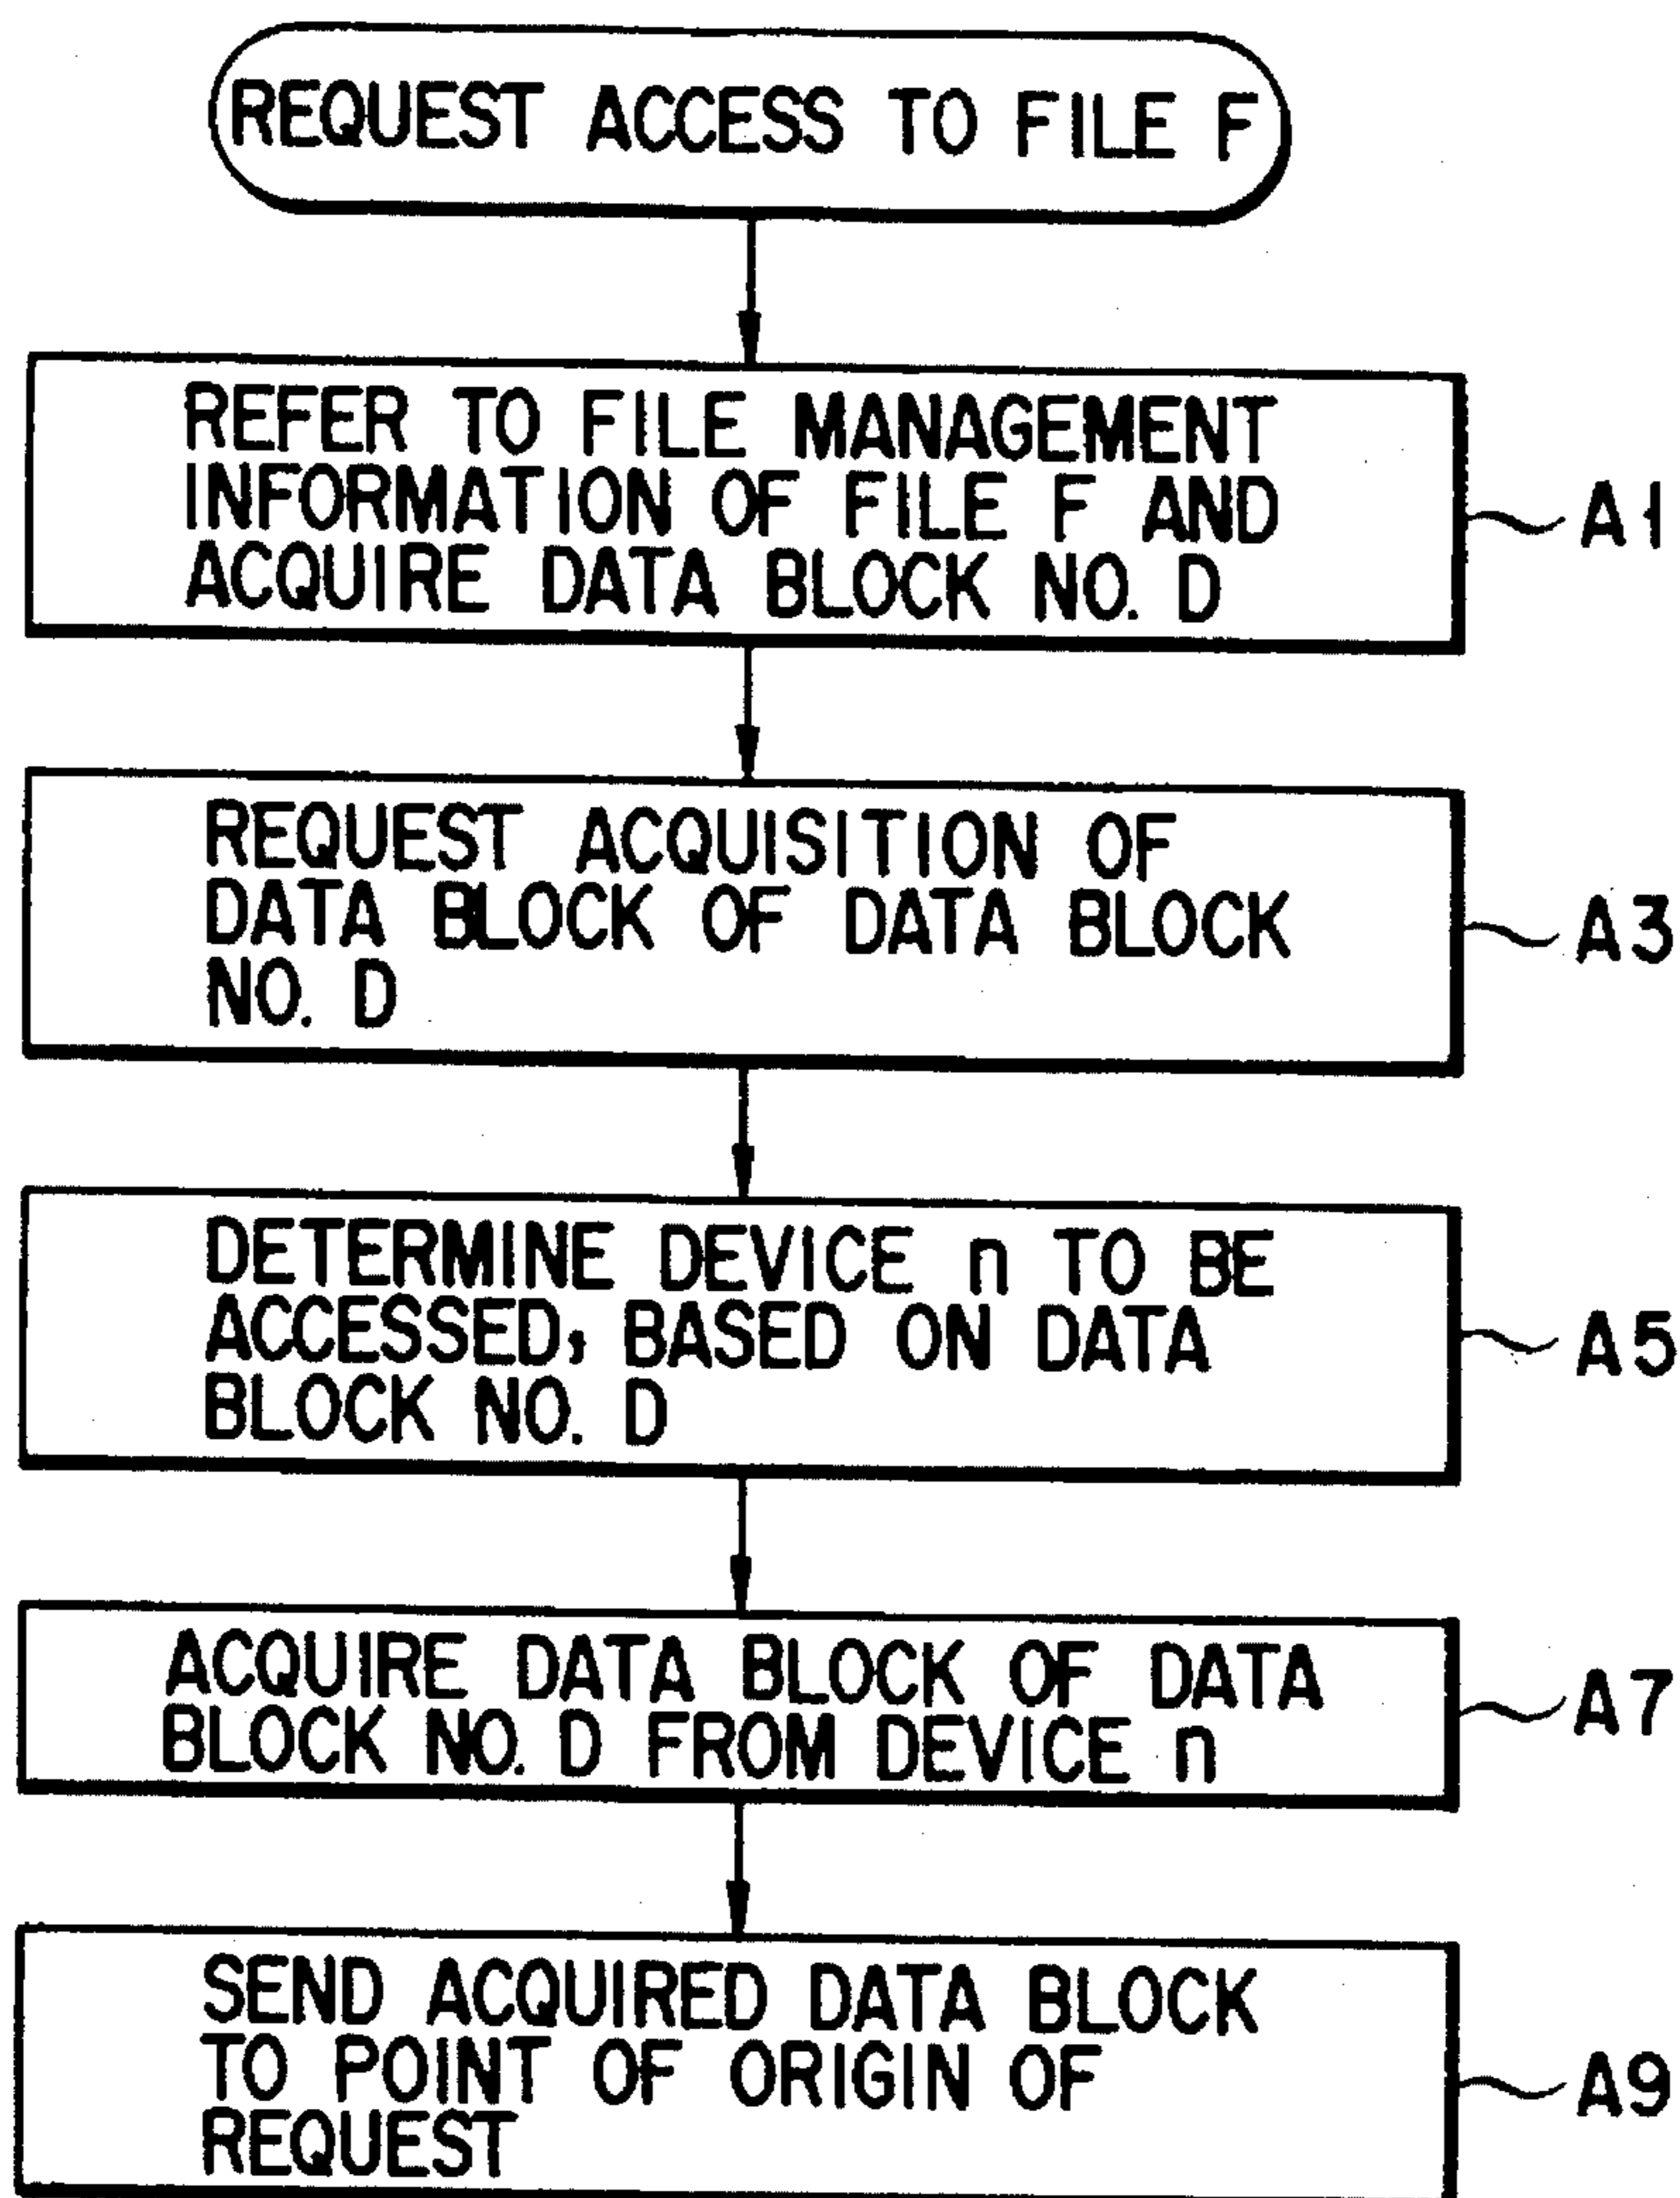 REQUEST ACCESS TO FILE F
REFER TO FILE MANAGEMENT
INFORMATION OF FILE F AND
ACQUIRE DATA BLOCK NO. D
A1
REQUEST ACQUISITION OF
DATA BLOCK OF DATA BLOCK
NO. D
A3
DETERMINE DEVICE n TO BE
ACCESSED, BASED ON DATA
BLOCK NO. D
A5
ACQUIRE DATA BLOCK OF DATA
BLOCK NO. D FROM DEVICE n
A7
SEND ACQUIRED DATA BLOCK
TO POINT OF ORIGIN OF
REQUEST
A9